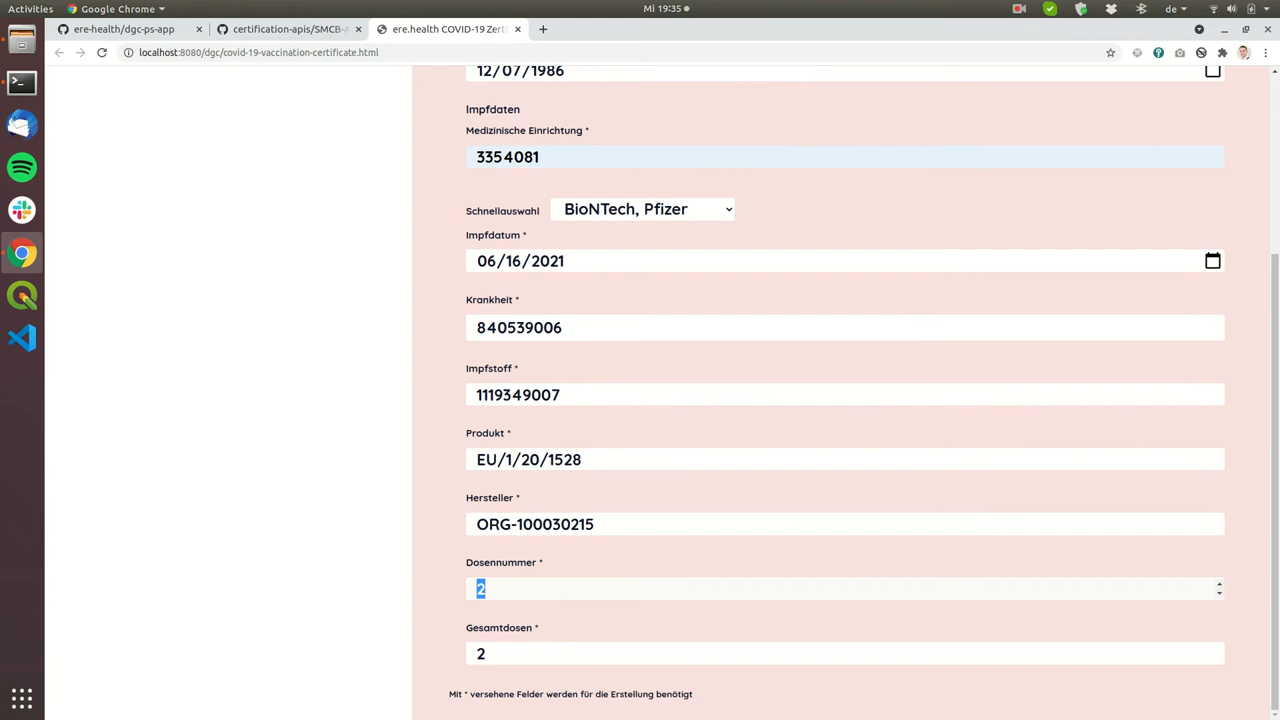 Activities
Google Chrome
Mi 19:35
de
ere-health/dgc-ps-app
certification-apis/SMCB-A
ere.health COVID-19 Zert
localhost:8080/dgc/covid-19-vaccination-certificate.html
12/07/1986
Impfdaten
Medizinische Einrichtung *
3354081
Schnellauswahl BioNTech, Pfizer
Impfdatum *
06/16/2021
Krankheit *
840539006
Impfstoff *
1119349007
Produkt *
EU/1/20/1528
Hersteller *
ORG-100030215
Dosennummer *
2
Gesamtdosen *
2
Mit * versehene Felder werden für die Erstellung benötigt